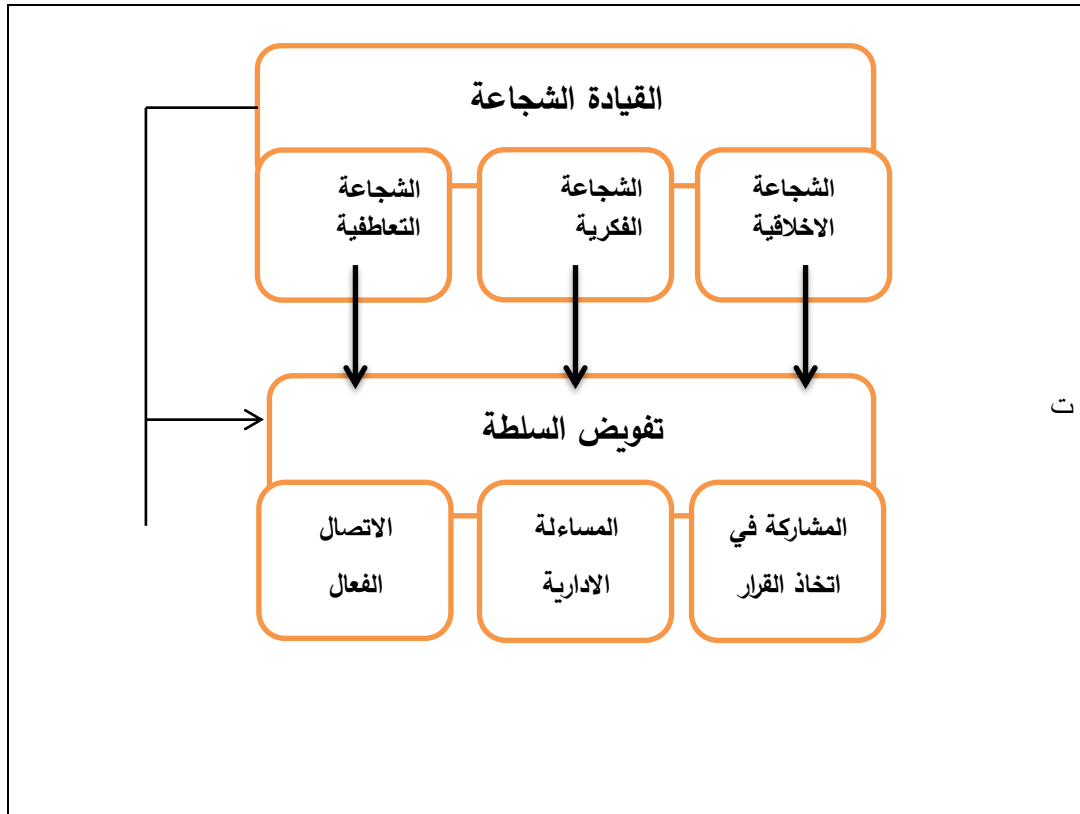 القيادة الشجاعة
الشجاعة
الاخلاقية
الشجاعة
الفكرية
الشجاعة
التعاطفية
تفويض السلطة
ت
المشاركة في
اتخاذ القرار
المساءلة
الادارية
الاتصال
الفعال